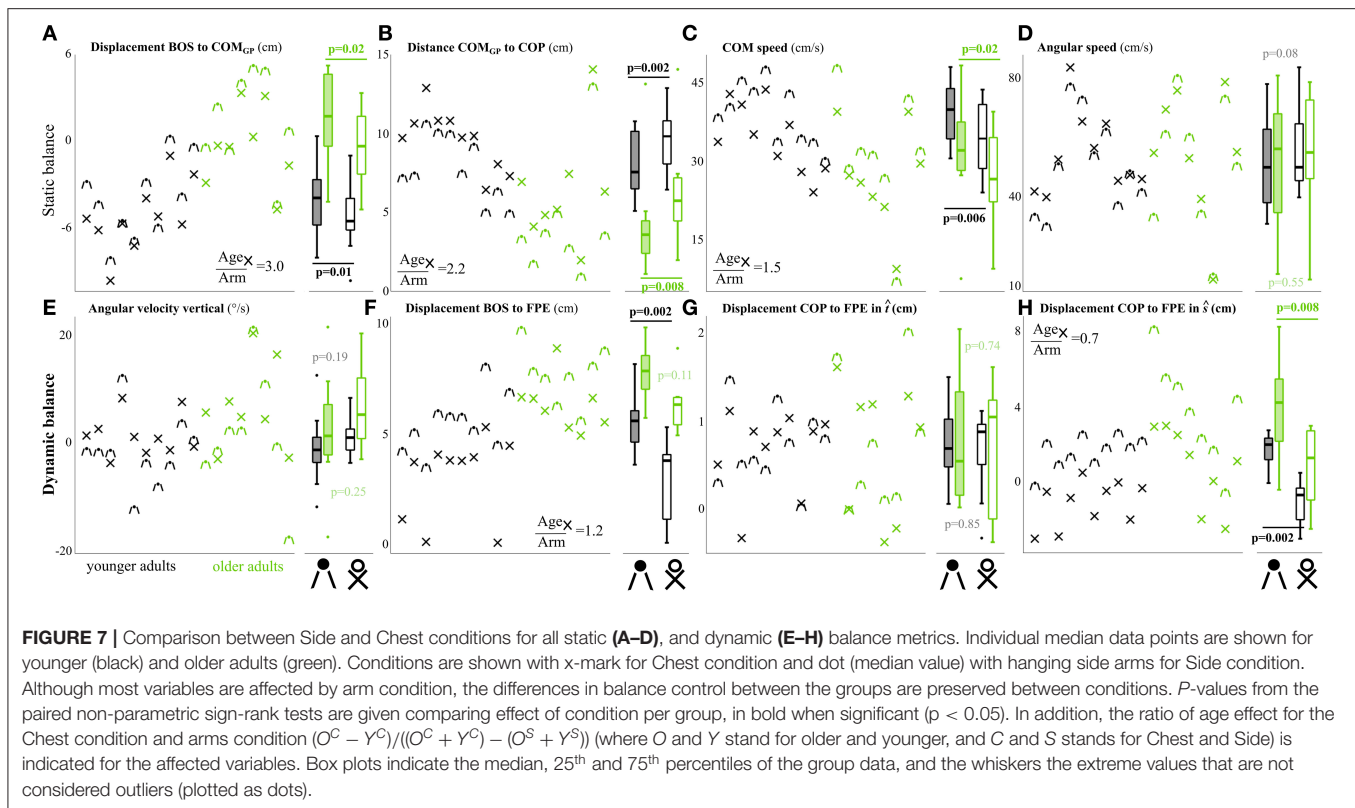 A Displacement BOS to COM_GP (cm)
p=0.02
6
0
-6
Static balance
Age/Arm × =3.0
p=0.01
B Distance COM_GP to COP (cm)
15
10
5
0
p=0.002
Age/Arm × =2.2
p=0.008
C COM speed (cm/s)
p=0.02
45
30
15
Age/Arm × =1.5
p=0.006
D Angular speed (cm/s)
p=0.08
80
40
10
p=0.55
E Angular velocity vertical (°/s)
20
0
-20
Dynamic balance
p=0.19
p=0.25
younger adults older adults
F Displacement BOS to FPE (cm)
p=0.002
10
5
0
p=0.11
Age/Arm × =1.2
G Displacement COP to FPE in t̂ (cm)
2
1
0
p=0.74
p=0.85
H Displacement COP to FPE in ŝ (cm)
p=0.008
8
4
0
Age/Arm × =0.7
p=0.002
FIGURE 7 | Comparison between Side and Chest conditions for all static (A–D), and dynamic (E–H) balance metrics. Individual median data points are shown for
younger (black) and older adults (green). Conditions are shown with x-mark for Chest condition and dot (median value) with hanging side arms for Side condition.
Although most variables are affected by arm condition, the differences in balance control between the groups are preserved between conditions. P-values from the
paired non-parametric sign-rank tests are given comparing effect of condition per group, in bold when significant (p < 0.05). In addition, the ratio of age effect for the
Chest condition and arms condition (O^C − Y^C)/((O^C + Y^C) − (O^S + Y^S)) (where O and Y stand for older and younger, and C and S stands for Chest and Side) is
indicated for the affected variables. Box plots indicate the median, 25th and 75th percentiles of the group data, and the whiskers the extreme values that are not
considered outliers (plotted as dots).